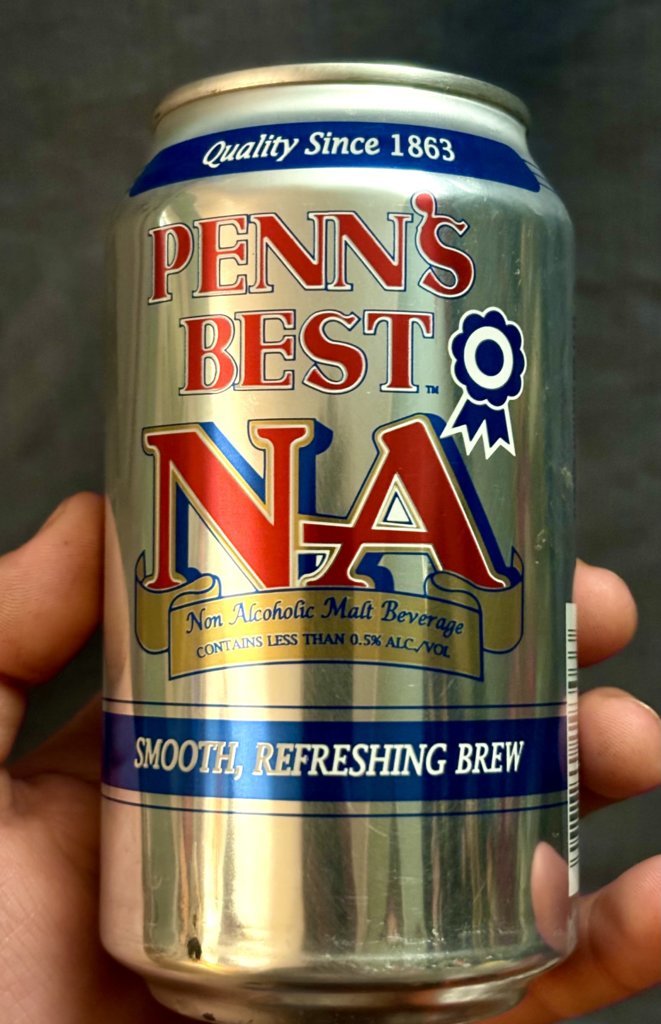 Quality Since 1863
PENN'S
BEST™
NA
Non Alcoholic Malt Beverage
CONTAINS LESS THAN 0.5% ALC./VOL
SMOOTH, REFRESHING BREW